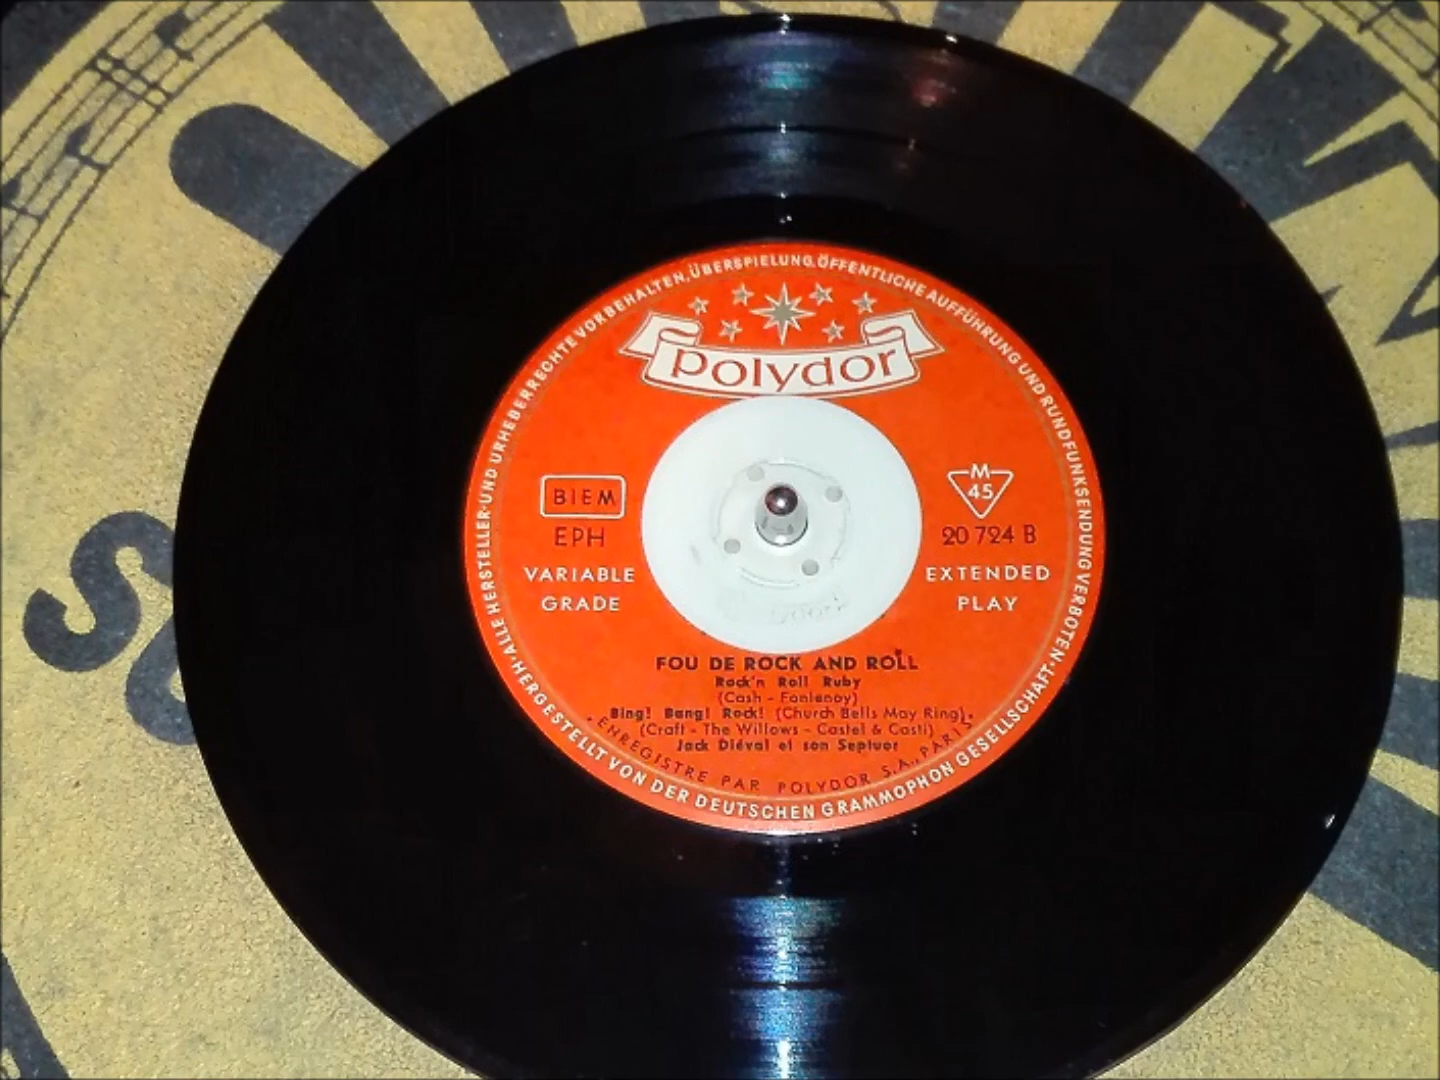 ·ALLE HERSTELLER-UND URHEBERRECHTE VORBEHALTEN, ÜBERSPIELUNG, ÖFFENTLICHE AUFFÜHRUNG UND RUNDFUNKSENDUNG VERBOTEN·
Polydor
BIEM
EPH
VARIABLE
GRADE
M
45
20 724 B
EXTENDED
PLAY
FOU DE ROCK AND ROLL
Rock'n Roll Ruby
(Cash - Fontenoy)
Bing! Bang! Rock! (Church Bells May Ring)
(Craft - The Willows - Castel & Casti)
Jack Diéval et son Septuor
·ENREGISTRE PAR POLYDOR S.A., PARIS·
HERGESTELLT VON DER DEUTSCHEN GRAMMOPHON GESELLSCHAFT·